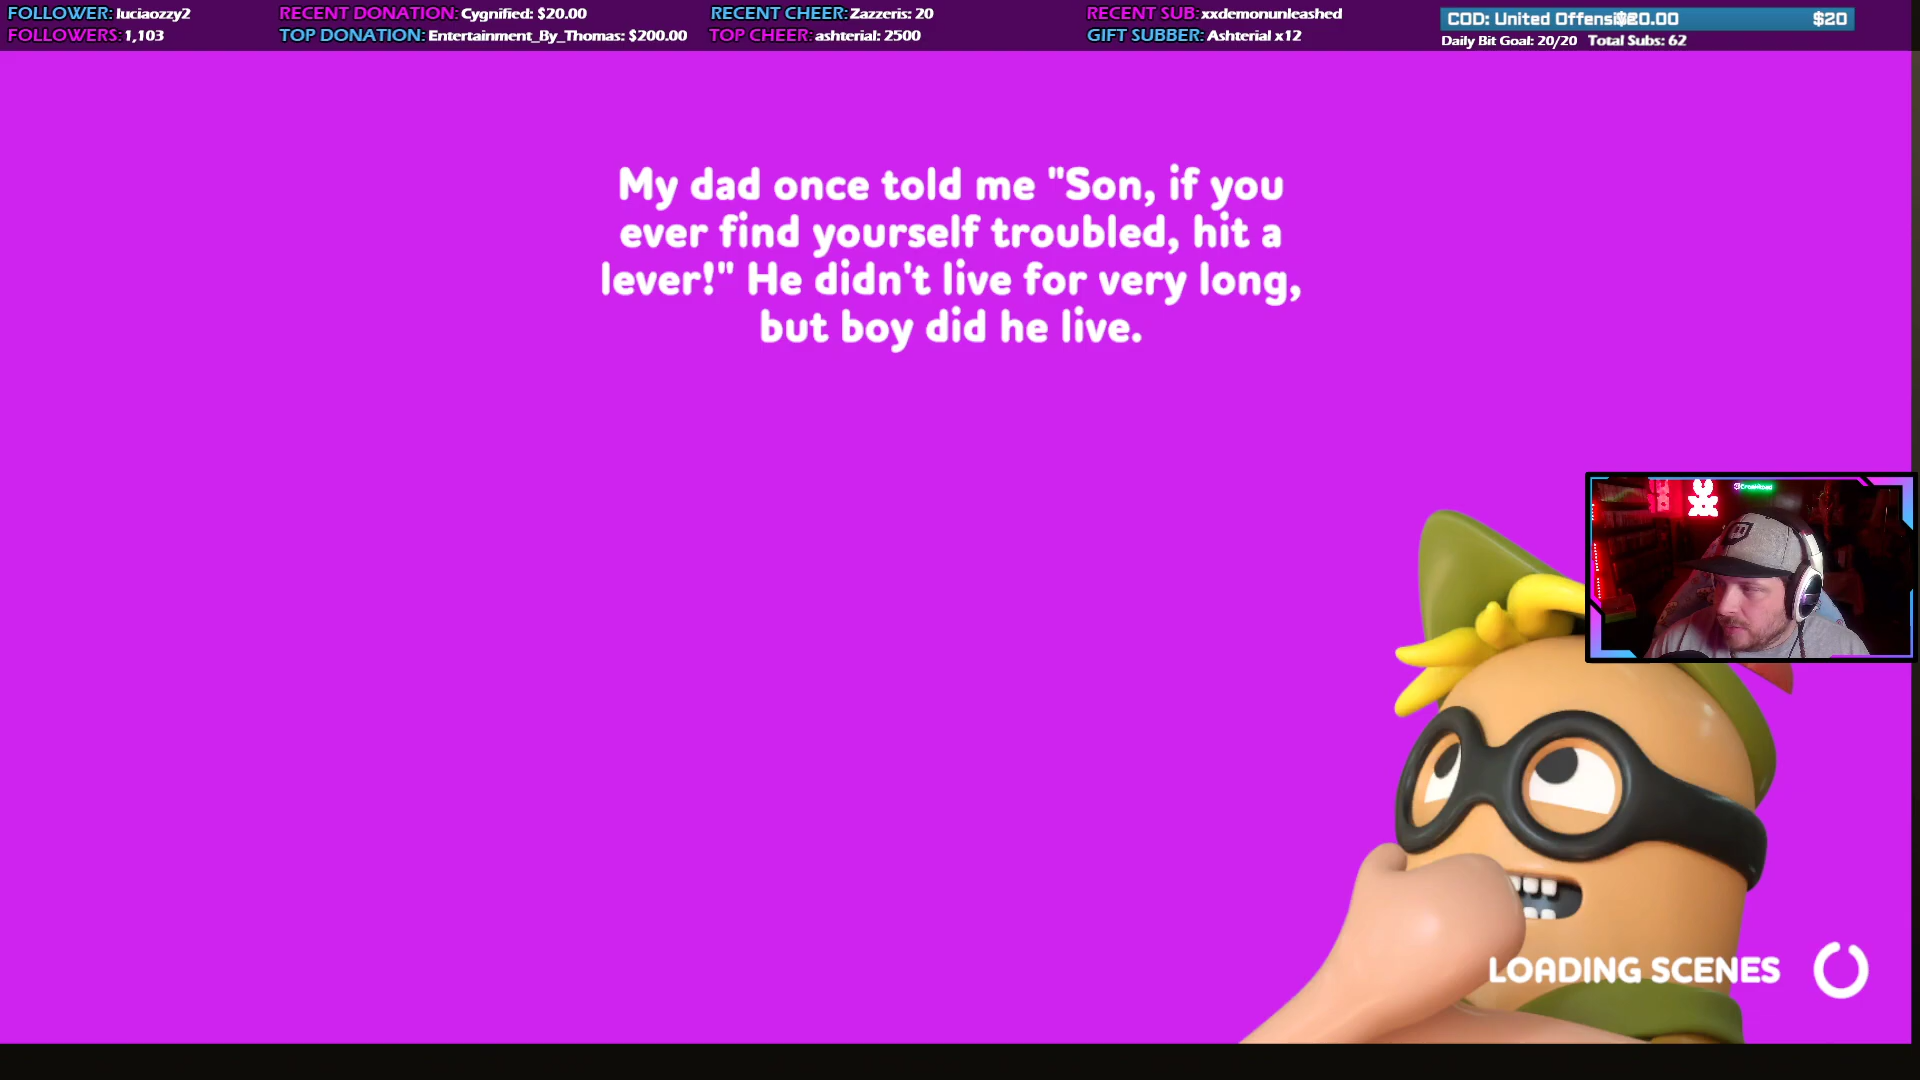 FOLLOWER: luciaozzy2
FOLLOWERS: 1,103
RECENT DONATION: Cygnified: $20.00
TOP DONATION: Entertainment_By_Thomas: $200.00
RECENT CHEER: Zazzeris: 20
TOP CHEER: ashterial: 2500
RECENT SUB: xxdemonunleashed
GIFT SUBBER: Ashterial x12
COD: United Offensi $20
Daily Bit Goal: 20/20 Total Subs: 62
My dad once told me "Son, if you
ever find yourself troubled, hit a
lever!" He didn't live for very long,
but boy did he live.
LOADING SCENES